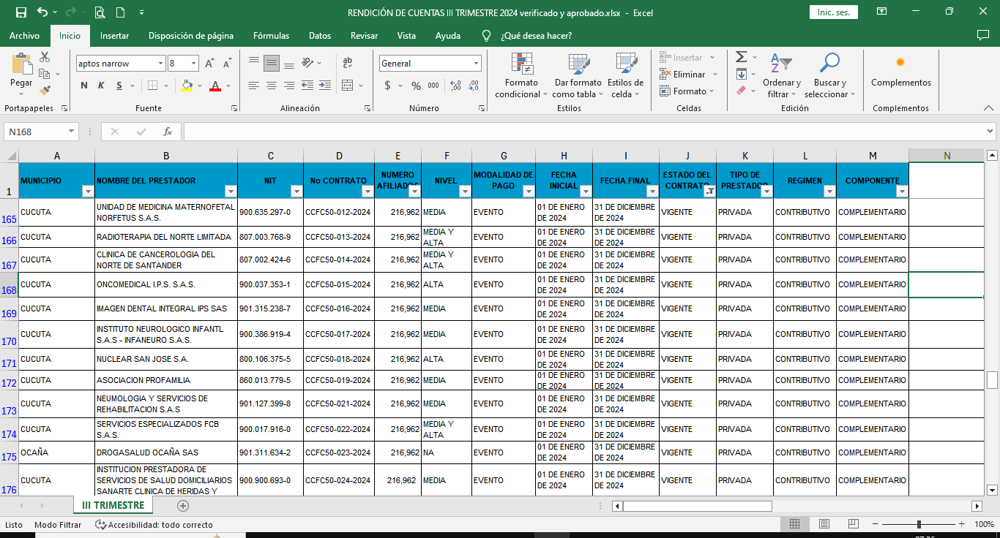 RENDICIÓN DE CUENTAS III TRIMESTRE 2024 verificado y aprobado.xlsx - Excel
Inic. ses.
Archivo Inicio Insertar Disposición de página Fórmulas Datos Revisar Vista Ayuda ¿Qué desea hacer?
Pegar
aptos narrow 8 A A
N K S A
ab
General
$ % 000
Formato condicional
Dar formato como tabla
Estilos de celda
Insertar
Eliminar
Formato
Ordenar y filtrar
Buscar y seleccionar
Complementos
Portapapeles Fuente Alineación Número Estilos Celdas Edición Complementos
N168 fx
A B C D E F G H I J K L M N
1 MUNICIPIO NOMBRE DEL PRESTADOR NIT No CONTRATO NUMERO AFILIADOS NIVEL MODALIDAD DE PAGO FECHA INICIAL FECHA FINAL ESTADO DEL CONTRATO TIPO DE PRESTADOR REGIMEN COMPONENTE
165 CUCUTA UNIDAD DE MEDICINA MATERNOFETAL NORFETUS S.A.S. 900.635.297-0 CCFC50-012-2024 216,962 MEDIA EVENTO 01 DE ENERO DE 2024 31 DE DICIEMBRE DE 2024 VIGENTE PRIVADA CONTRIBUTIVO COMPLEMENTARIO
166 CUCUTA RADIOTERAPIA DEL NORTE LIMITADA 807.003.768-9 CCFC50-013-2024 216,962 MEDIA Y ALTA EVENTO 01 DE ENERO DE 2024 31 DE DICIEMBRE DE 2024 VIGENTE PRIVADA CONTRIBUTIVO COMPLEMENTARIO
167 CUCUTA CLINICA DE CANCEROLOGIA DEL NORTE DE SANTANDER 807.002.424-6 CCFC50-014-2024 216,962 MEDIA Y ALTA EVENTO 01 DE ENERO DE 2024 31 DE DICIEMBRE DE 2024 VIGENTE PRIVADA CONTRIBUTIVO COMPLEMENTARIO
168 CUCUTA ONCOMEDICAL I.P.S. S.A.S. 900.037.353-1 CCFC50-015-2024 216,962 ALTA EVENTO 01 DE ENERO DE 2024 31 DE DICIEMBRE DE 2024 VIGENTE PRIVADA CONTRIBUTIVO COMPLEMENTARIO
169 CUCUTA IMAGEN DENTAL INTEGRAL IPS SAS 901.315.238-7 CCFC50-016-2024 216,962 MEDIA EVENTO 01 DE ENERO DE 2024 31 DE DICIEMBRE DE 2024 VIGENTE PRIVADA CONTRIBUTIVO COMPLEMENTARIO
170 CUCUTA INSTITUTO NEUROLOGICO INFANTL S.A.S - INFANEURO S.A.S. 900.386.919-4 CCFC50-017-2024 216,962 MEDIA EVENTO 01 DE ENERO DE 2024 31 DE DICIEMBRE DE 2024 VIGENTE PRIVADA CONTRIBUTIVO COMPLEMENTARIO
171 CUCUTA NUCLEAR SAN JOSE S.A. 800.106.375-5 CCFC50-018-2024 216,962 ALTA EVENTO 01 DE ENERO DE 2024 31 DE DICIEMBRE DE 2024 VIGENTE PRIVADA CONTRIBUTIVO COMPLEMENTARIO
172 CUCUTA ASOCIACION PROFAMILIA 860.013.779-5 CCFC50-019-2024 216,962 MEDIA EVENTO 01 DE ENERO DE 2024 31 DE DICIEMBRE DE 2024 VIGENTE PRIVADA CONTRIBUTIVO COMPLEMENTARIO
173 CUCUTA NEUMOLOGIA Y SERVICIOS DE REHABILITACION S.A.S 901.127.399-8 CCFC50-021-2024 216,962 MEDIA EVENTO 01 DE ENERO DE 2024 31 DE DICIEMBRE DE 2024 VIGENTE PRIVADA CONTRIBUTIVO COMPLEMENTARIO
174 CUCUTA SERVICIOS ESPECIALIZADOS FCB S.A.S. 900.017.916-0 CCFC50-022-2024 216,962 MEDIA Y ALTA EVENTO 01 DE ENERO DE 2024 31 DE DICIEMBRE DE 2024 VIGENTE PRIVADA CONTRIBUTIVO COMPLEMENTARIO
175 OCAÑA DROGASALUD OCAÑA SAS 901.311.634-2 CCFC50-023-2024 216,962 NA EVENTO 01 DE ENERO DE 2024 31 DE DICIEMBRE DE 2024 VIGENTE PRIVADA CONTRIBUTIVO COMPLEMENTARIO
176 CUCUTA INSTITUCION PRESTADORA DE SERVICIOS DE SALUD DOMICILIARIOS SANARTE CLINICA DE HERIDAS Y 900.900.693-0 CCFC50-024-2024 216,962 MEDIA EVENTO 01 DE ENERO DE 2024 31 DE DICIEMBRE DE 2024 VIGENTE PRIVADA CONTRIBUTIVO COMPLEMENTARIO
III TRIMESTRE
Listo Modo Filtrar Accesibilidad: todo correcto 100%